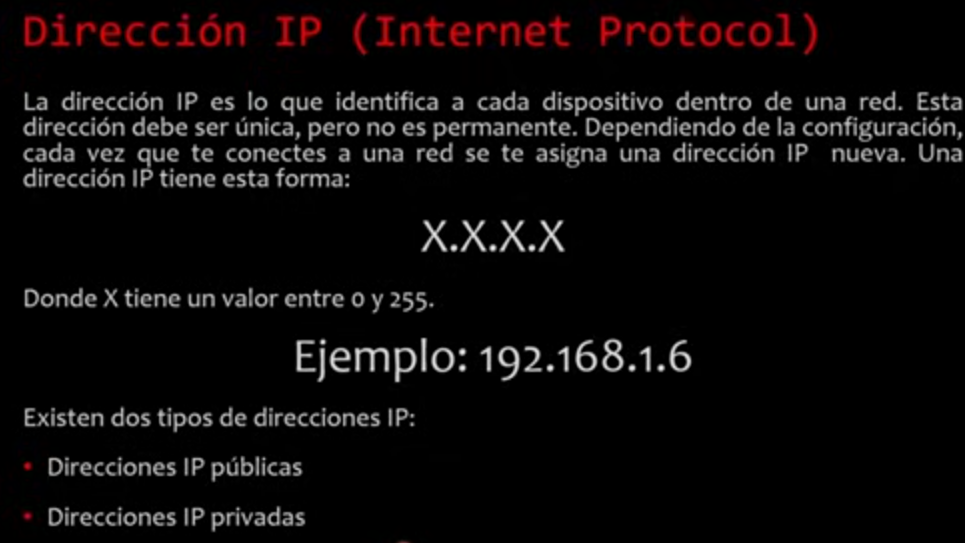 Dirección IP (Internet Protocol)
La dirección IP es lo que identifica a cada dispositivo dentro de una red. Esta
dirección debe ser única, pero no es permanente. Dependiendo de la configuración,
cada vez que te conectes a una red se te asigna una dirección IP nueva. Una
dirección IP tiene esta forma:
X.X.X.X
Donde X tiene un valor entre 0 y 255.
Ejemplo: 192.168.1.6
Existen dos tipos de direcciones IP:
• Direcciones IP públicas
• Direcciones IP privadas